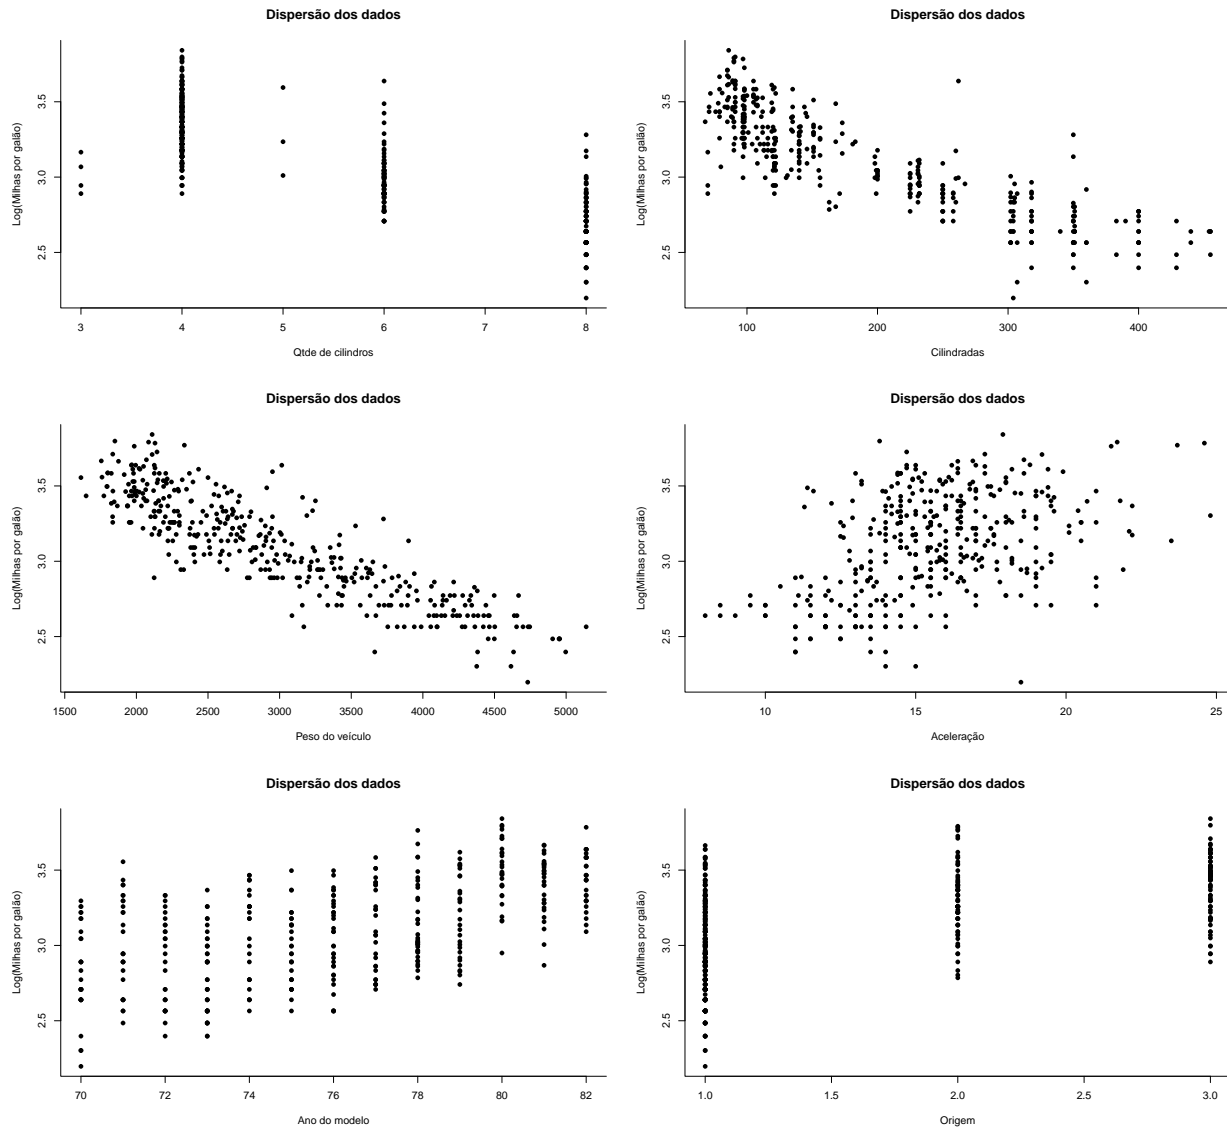 Dispersão dos dados
Log(Milhas por galão)
3.5
3.0
2.5
3 4 5 6 7 8
Qtde de cilindros
Dispersão dos dados
Log(Milhas por galão)
3.5
3.0
2.5
100 200 300 400
Cilindradas
Dispersão dos dados
Log(Milhas por galão)
3.5
3.0
2.5
1500 2000 2500 3000 3500 4000 4500 5000
Peso do veículo
Dispersão dos dados
Log(Milhas por galão)
3.5
3.0
2.5
10 15 20 25
Aceleração
Dispersão dos dados
Log(Milhas por galão)
3.5
3.0
2.5
70 72 74 76 78 80 82
Ano do modelo
Dispersão dos dados
Log(Milhas por galão)
3.5
3.0
2.5
1.0 1.5 2.0 2.5 3.0
Origem